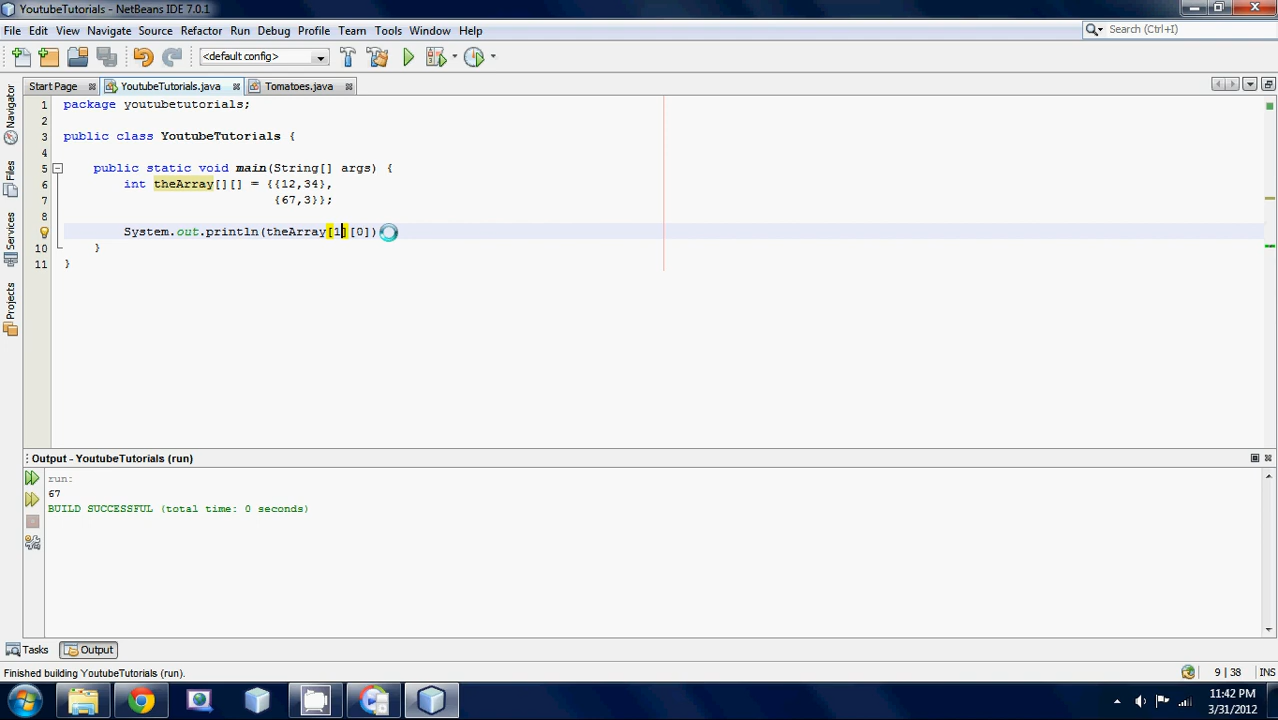 YoutubeTutorials - NetBeans IDE 7.0.1
File Edit View Navigate Source Refactor Run Debug Profile Team Tools Window Help
Search (Ctrl+I)
<default config>
Start Page YoutubeTutorials.java Tomatoes.java
1 package youtubetutorials;
2
3 public class YoutubeTutorials {
4
5 public static void main(String[] args) {
6 int theArray[][] = {{12,34},
7 {67,3}};
8
System.out.println(theArray[1][0])
10 }
11 }
Navigator
Files
Services
Projects
Output - YoutubeTutorials (run)
run:
67
BUILD SUCCESSFUL (total time: 0 seconds)
Tasks Output
Finished building YoutubeTutorials (run).
9 | 38 INS
11:42 PM
3/31/2012